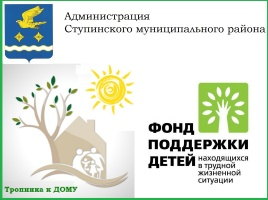 Администрация
Ступинского муниципального района
ФОНД
ПОДДЕРЖКИ
ДЕТЕЙ
находящихся
в трудной
жизненной
ситуации
Тропинка к ДОМУ